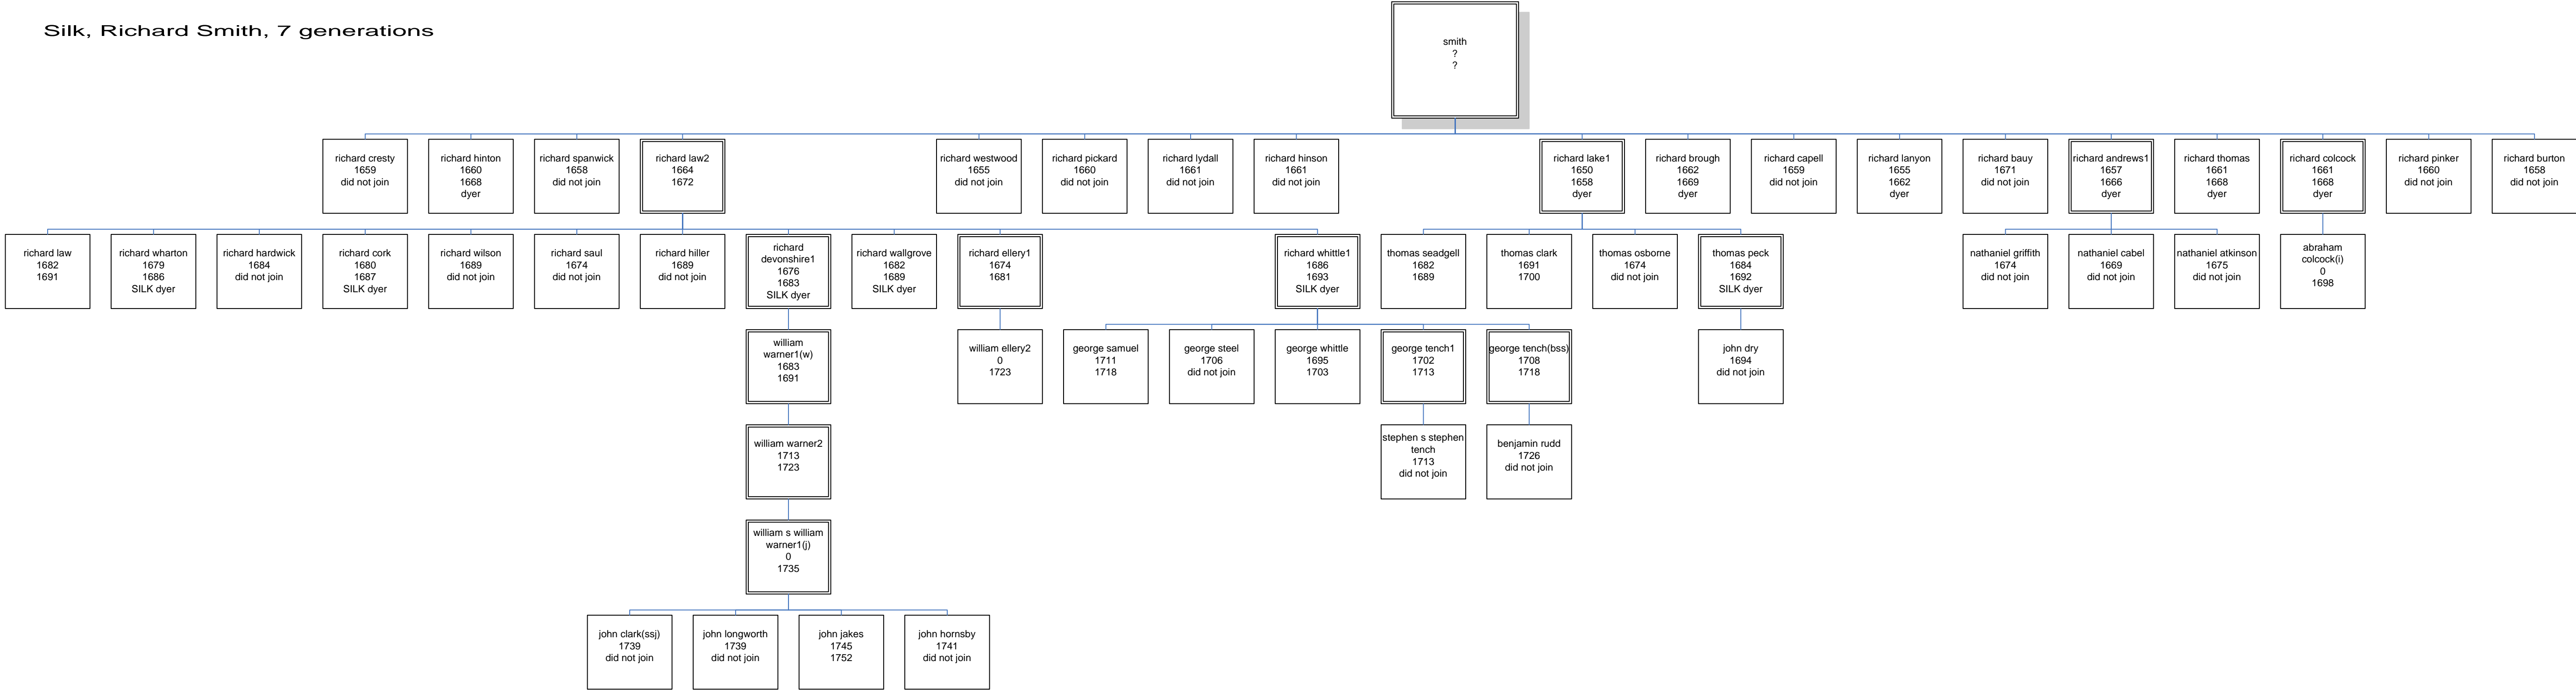 Silk, Richard Smith, 7 generations
smith
?
?
richard cresty
1659
did not join
richard hinton
1660
1668
dyer
richard spanwick
1658
did not join
richard law2
1664
1672
richard westwood
1655
did not join
richard pickard
1660
did not join
richard lydall
1661
did not join
richard hinson
1661
did not join
richard lake1
1650
1658
dyer
richard brough
1662
1669
dyer
richard capell
1659
did not join
richard lanyon
1655
1662
dyer
richard bauy
1671
did not join
richard andrews1
1657
1666
dyer
richard thomas
1661
1668
dyer
richard colcock
1661
1668
dyer
richard pinker
1660
did not join
richard burton
1658
did not join
richard law
1682
1691
richard wharton
1679
1686
SILK dyer
richard hardwick
1684
did not join
richard cork
1680
1687
SILK dyer
richard wilson
1689
did not join
richard saul
1674
did not join
richard hiller
1689
did not join
richard
devonshire1
1676
1683
SILK dyer
richard wallgrove
1682
1689
SILK dyer
richard ellery1
1674
1681
richard whittle1
1686
1693
SILK dyer
thomas seadgell
1682
1689
thomas clark
1691
1700
thomas osborne
1674
did not join
thomas peck
1684
1692
SILK dyer
nathaniel griffith
1674
did not join
nathaniel cabel
1669
did not join
nathaniel atkinson
1675
did not join
abraham
colcock(i)
0
1698
william
warner1(w)
1683
1691
william ellery2
0
1723
george samuel
1711
1718
george steel
1706
did not join
george whittle
1695
1703
george tench1
1702
1713
george tench(bss)
1708
1718
john dry
1694
did not join
william warner2
1713
1723
stephen s stephen
tench
1713
did not join
benjamin rudd
1726
did not join
william s william
warner1(j)
0
1735
john clark(ssj)
1739
did not join
john longworth
1739
did not join
john jakes
1745
1752
john hornsby
1741
did not join